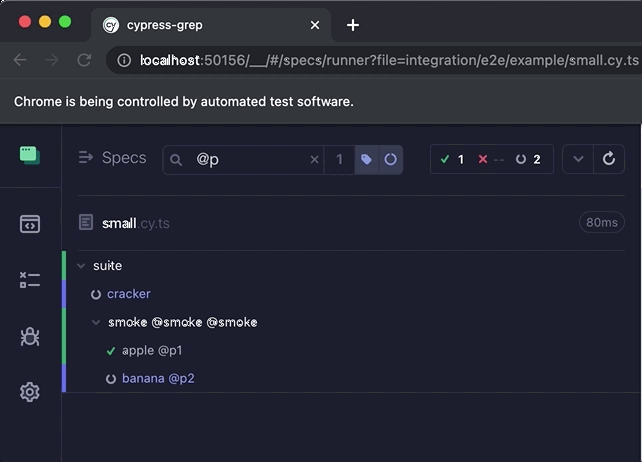 cypress-grep
localhost:50156/__/#/specs/runner?file=integration/e2e/example/small.cy.ts
Chrome is being controlled by automated test software.
Specs @p 1 1 -- 2
small.cy.ts 80ms
suite
cracker
smoke @smoke @smoke
apple @p1
banana @p2